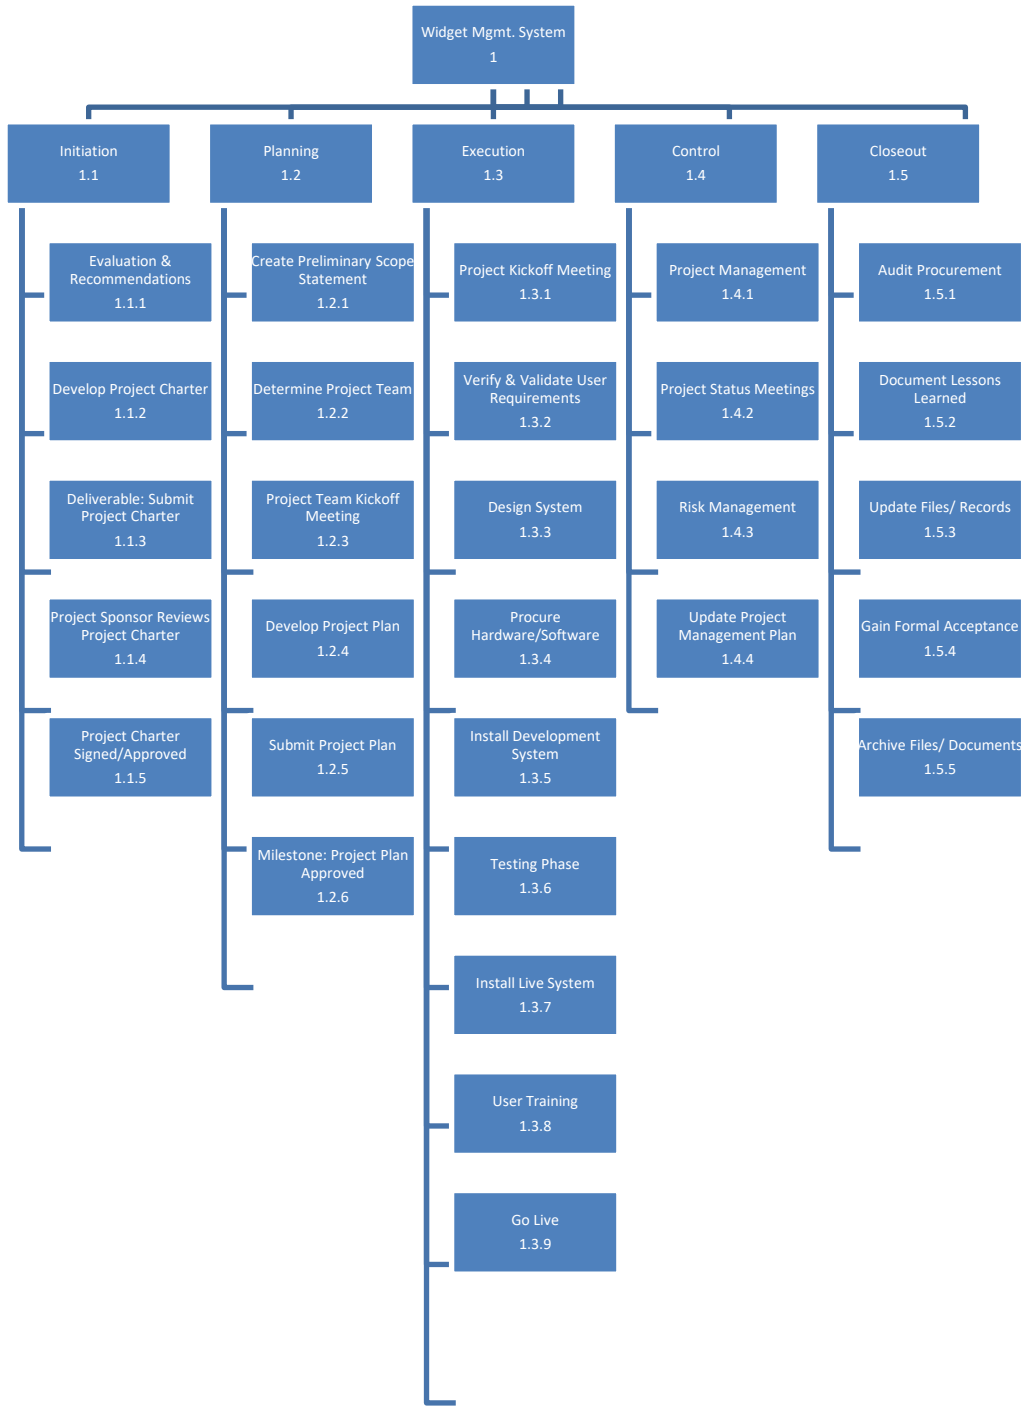 Widget Mgmt. System
1
Initiation
1.1
Planning
1.2
Execution
1.3
Control
1.4
Closeout
1.5
Evaluation &
Recommendations
1.1.1
Develop Project Charter
1.1.2
Deliverable: Submit
Project Charter
1.1.3
Project Sponsor Reviews
Project Charter
1.1.4
Project Charter
Signed/Approved
1.1.5
Create Preliminary Scope
Statement
1.2.1
Determine Project Team
1.2.2
Project Team Kickoff
Meeting
1.2.3
Develop Project Plan
1.2.4
Submit Project Plan
1.2.5
Milestone: Project Plan
Approved
1.2.6
Project Kickoff Meeting
1.3.1
Verify & Validate User
Requirements
1.3.2
Design System
1.3.3
Procure
Hardware/Software
1.3.4
Install Development
System
1.3.5
Testing Phase
1.3.6
Install Live System
1.3.7
User Training
1.3.8
Go Live
1.3.9
Project Management
1.4.1
Project Status Meetings
1.4.2
Risk Management
1.4.3
Update Project
Management Plan
1.4.4
Audit Procurement
1.5.1
Document Lessons
Learned
1.5.2
Update Files/ Records
1.5.3
Gain Formal Acceptance
1.5.4
Archive Files/ Documents
1.5.5